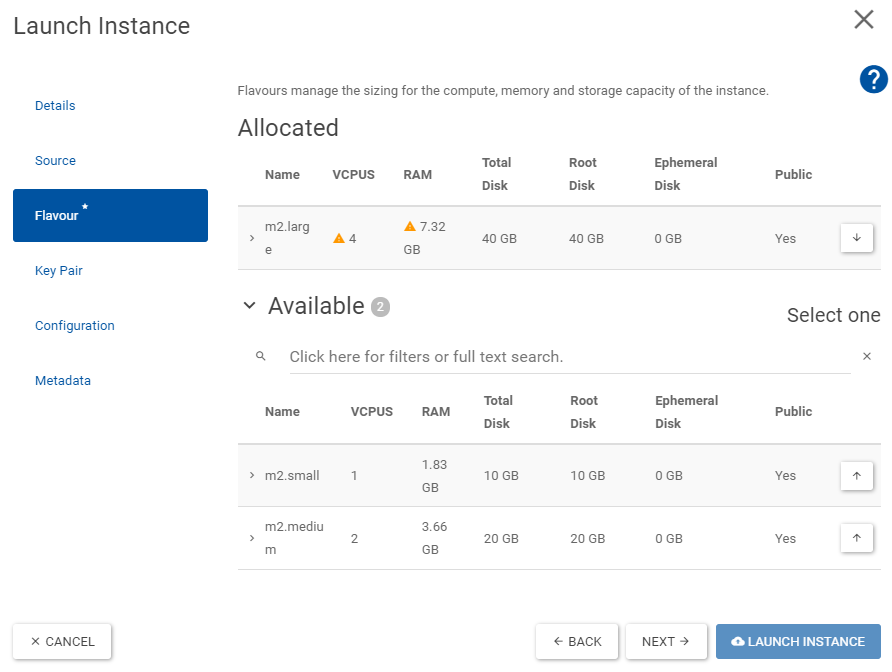 Launch Instance
Details
Source
Flavour *
Key Pair
Configuration
Metadata
Flavours manage the sizing for the compute, memory and storage capacity of the instance.
Allocated
Name VCPUS RAM Total Disk Root Disk Ephemeral Disk Public
m2.large 4 7.32 GB 40 GB 40 GB 0 GB Yes
Available 2
Select one
Click here for filters or full text search.
Name VCPUS RAM Total Disk Root Disk Ephemeral Disk Public
m2.small 1 1.83 GB 10 GB 10 GB 0 GB Yes
m2.medium 2 3.66 GB 20 GB 20 GB 0 GB Yes
CANCEL
BACK
NEXT
LAUNCH INSTANCE